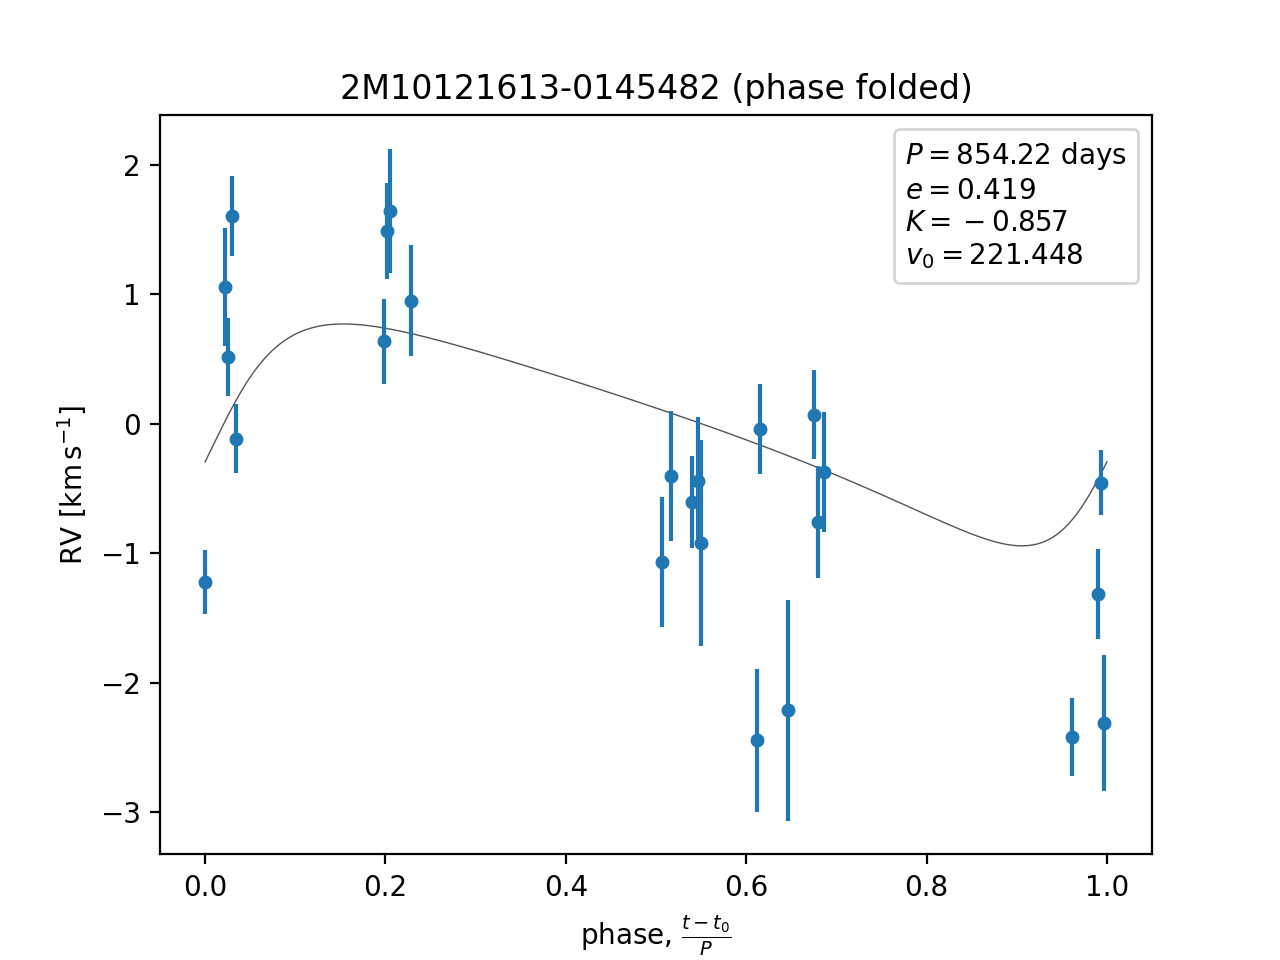 2M10121613-0145482 (phase folded)
P = 854.22 days
e = 0.419
K = −0.857
v₀ = 221.448
RV [km s⁻¹]
2
1
0
−1
−2
−3
0.0 0.2 0.4 0.6 0.8 1.0
phase, (t − t₀)/P